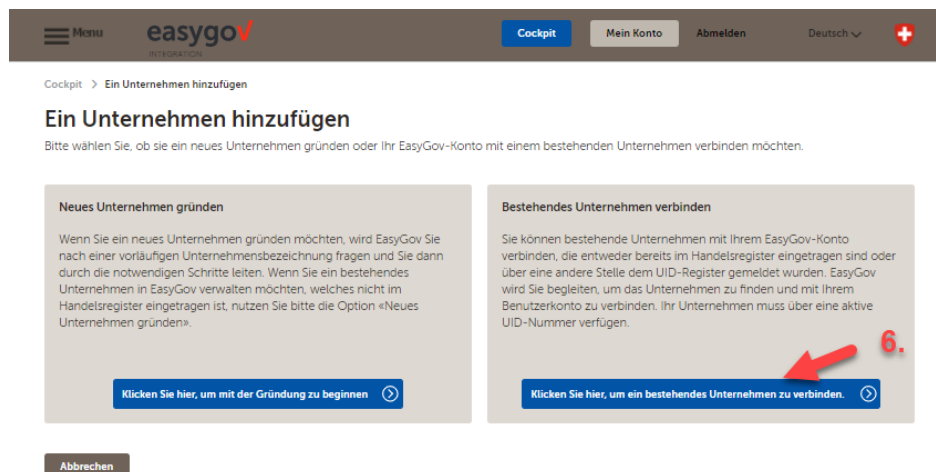 Menu
easygov
INTEGRATION
Cockpit
Mein Konto
Abmelden
Deutsch
Cockpit > Ein Unternehmen hinzufügen
Ein Unternehmen hinzufügen
Bitte wählen Sie, ob sie ein neues Unternehmen gründen oder Ihr EasyGov-Konto mit einem bestehenden Unternehmen verbinden möchten.
Neues Unternehmen gründen
Wenn Sie ein neues Unternehmen gründen möchten, wird EasyGov Sie
nach einer vorläufigen Unternehmensbezeichnung fragen und Sie dann
durch die notwendigen Schritte leiten. Wenn Sie ein bestehendes
Unternehmen in EasyGov verwalten möchten, welches nicht im
Handelsregister eingetragen ist, nutzen Sie bitte die Option «Neues
Unternehmen gründen».
Klicken Sie hier, um mit der Gründung zu beginnen
Bestehendes Unternehmen verbinden
Sie können bestehende Unternehmen mit Ihrem EasyGov-Konto
verbinden, die entweder bereits im Handelsregister eingetragen sind oder
über eine andere Stelle dem UID-Register gemeldet wurden. EasyGov
wird Sie begleiten, um das Unternehmen zu finden und mit Ihrem
Benutzerkonto zu verbinden. Ihr Unternehmen muss über eine aktive
UID-Nummer verfügen.
6.
Klicken Sie hier, um ein bestehendes Unternehmen zu verbinden.
Abbrechen